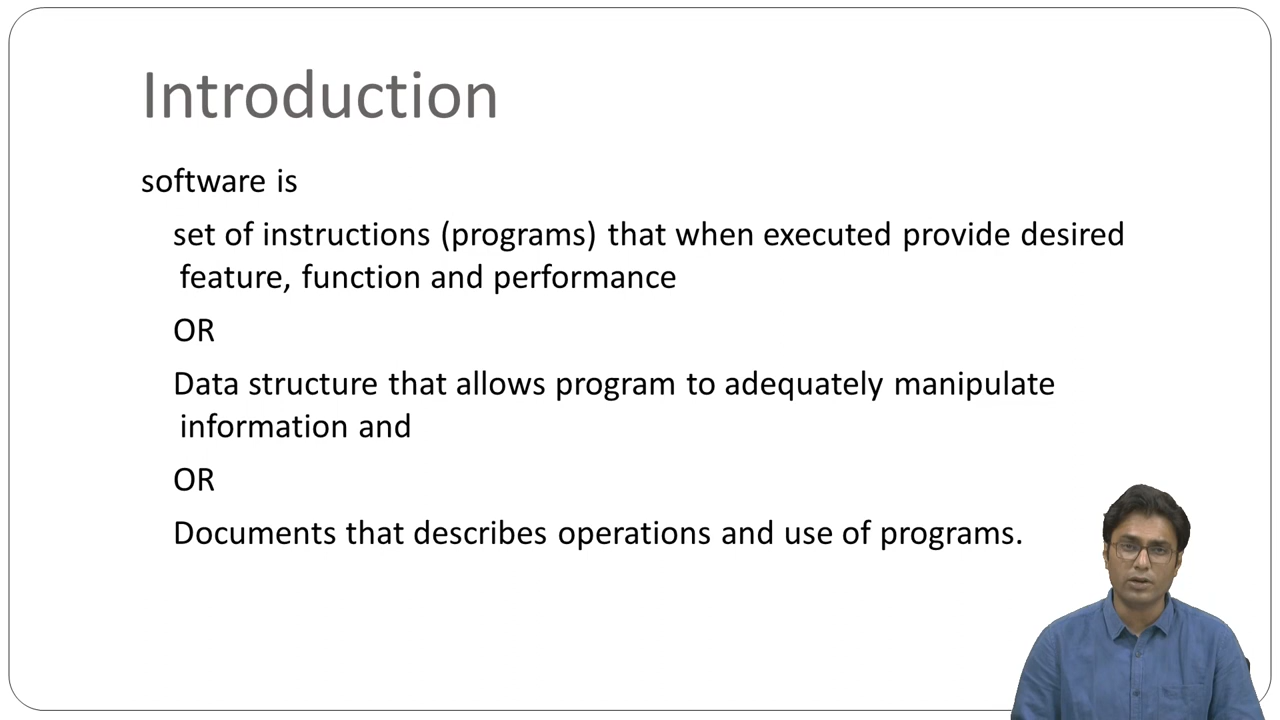 Introduction
software is
set of instructions (programs) that when executed provide desired
feature, function and performance
OR
Data structure that allows program to adequately manipulate
information and
OR
Documents that describes operations and use of programs.